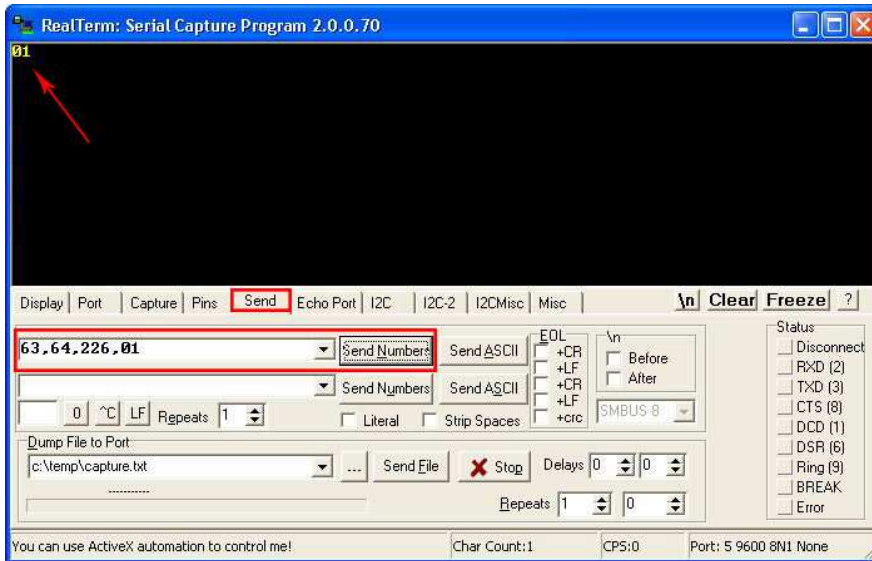 RealTerm: Serial Capture Program 2.0.0.70
01
Display Port Capture Pins Send Echo Port I2C I2C-2 I2CMisc Misc \n Clear Freeze ?
63,64,226,01 Send Numbers Send ASCII
EOL
+CR
+LF
\n
Before
After
Send Numbers Send ASCII
+CR
+LF
+crc
SMBUS 8
0 ^C LF Repeats 1 Literal Strip Spaces
Dump File to Port
c:\temp\capture.txt ... Send File Stop Delays 0 0
----------
Repeats 1 0
Status
Disconnect
RXD (2)
TXD (3)
CTS (8)
DCD (1)
DSR (6)
Ring (9)
BREAK
Error
You can use ActiveX automation to control me! Char Count:1 CPS:0 Port: 5 9600 8N1 None